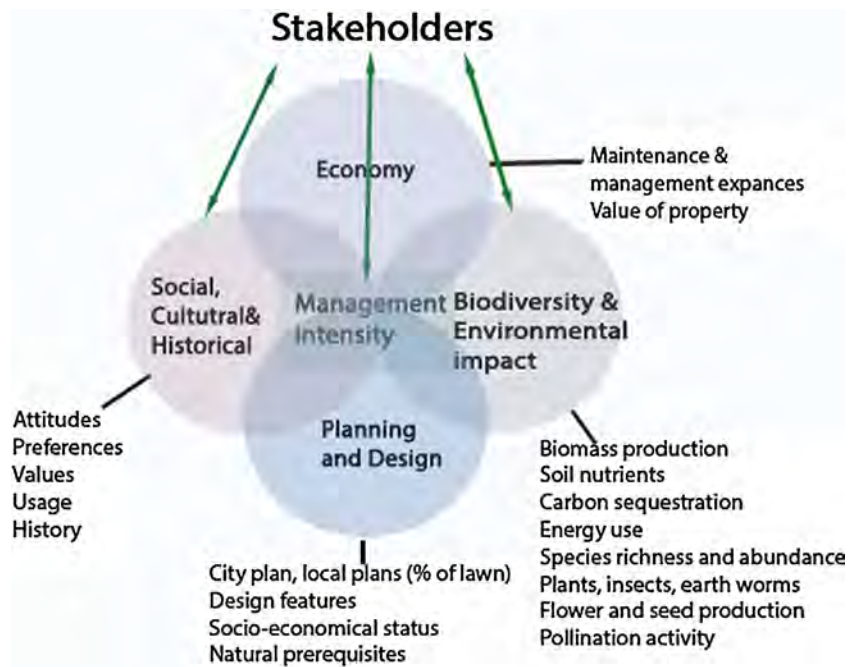 Stakeholders
Economy
Maintenance &
management expances
Value of property
Social,
Cultutral&
Historical
Management
Intensity
Biodiversity &
Environmental
impact
Planning
and Design
Attitudes
Preferences
Values
Usage
History
City plan, local plans (% of lawn)
Design features
Socio-economical status
Natural prerequisites
Biomass production
Soil nutrients
Carbon sequestration
Energy use
Species richness and abundance
Plants, insects, earth worms
Flower and seed production
Pollination activity